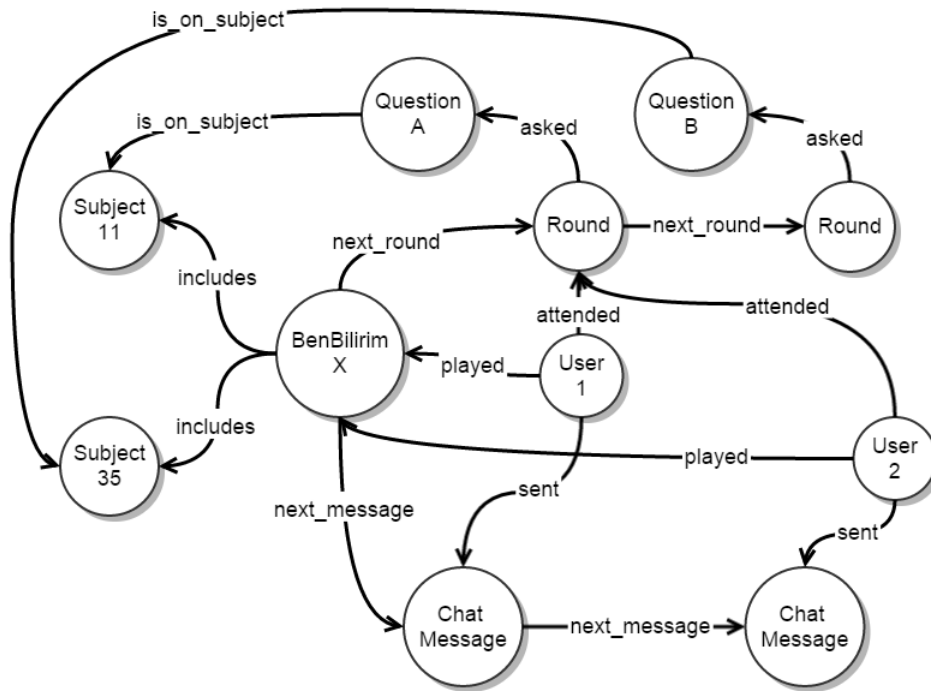 is_on_subject
Question
A
Question
B
is_on_subject
asked
asked
Subject
11
next_round
Round
next_round
Round
includes
attended
attended
BenBilirim
X
played
User
1
includes
Subject
35
played
User
2
next_message
sent
sent
Chat
Message
next_message
Chat
Message